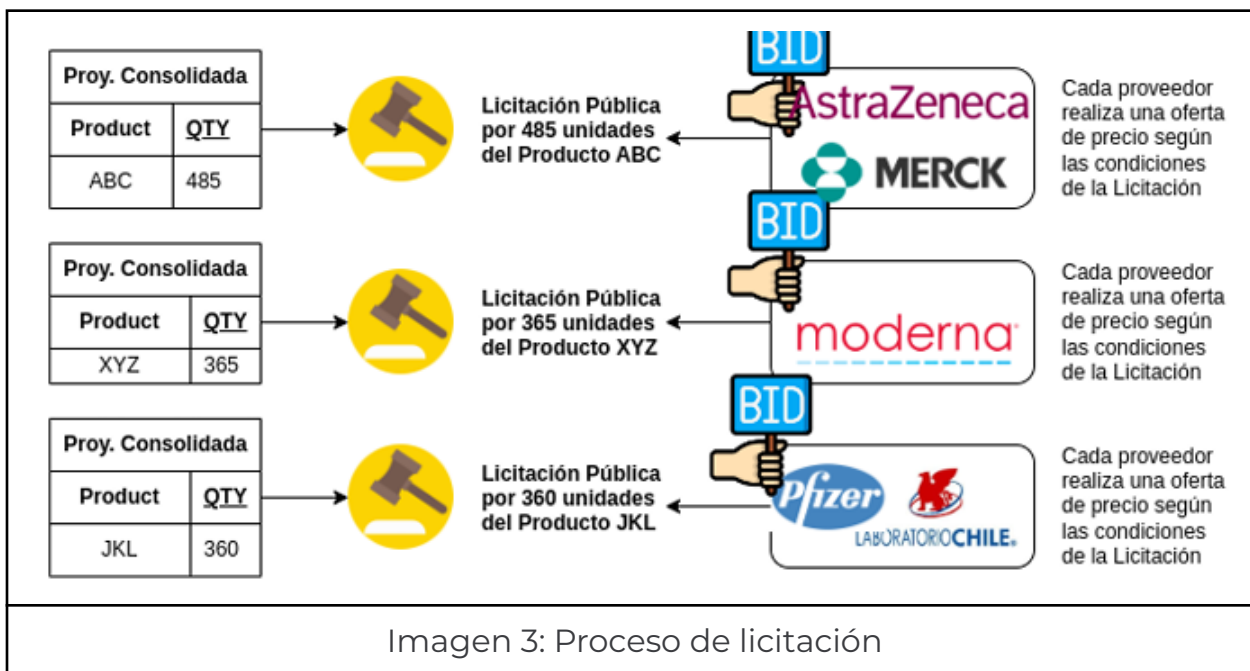 Proy. Consolidada
Product QTY
ABC 485
Licitación Pública
por 485 unidades
del Producto ABC
BID
AstraZeneca
MERCK
Cada proveedor
realiza una oferta
de precio según
las condiciones
de la Licitación
Proy. Consolidada
Product QTY
XYZ 365
Licitación Pública
por 365 unidades
del Producto XYZ
BID
moderna
Cada proveedor
realiza una oferta
de precio según
las condiciones
de la Licitación
Proy. Consolidada
Product QTY
JKL 360
Licitación Pública
por 360 unidades
del Producto JKL
BID
Pfizer
LABORATORIOCHILE®
Cada proveedor
realiza una oferta
de precio según
las condiciones
de la Licitación
Imagen 3: Proceso de licitación